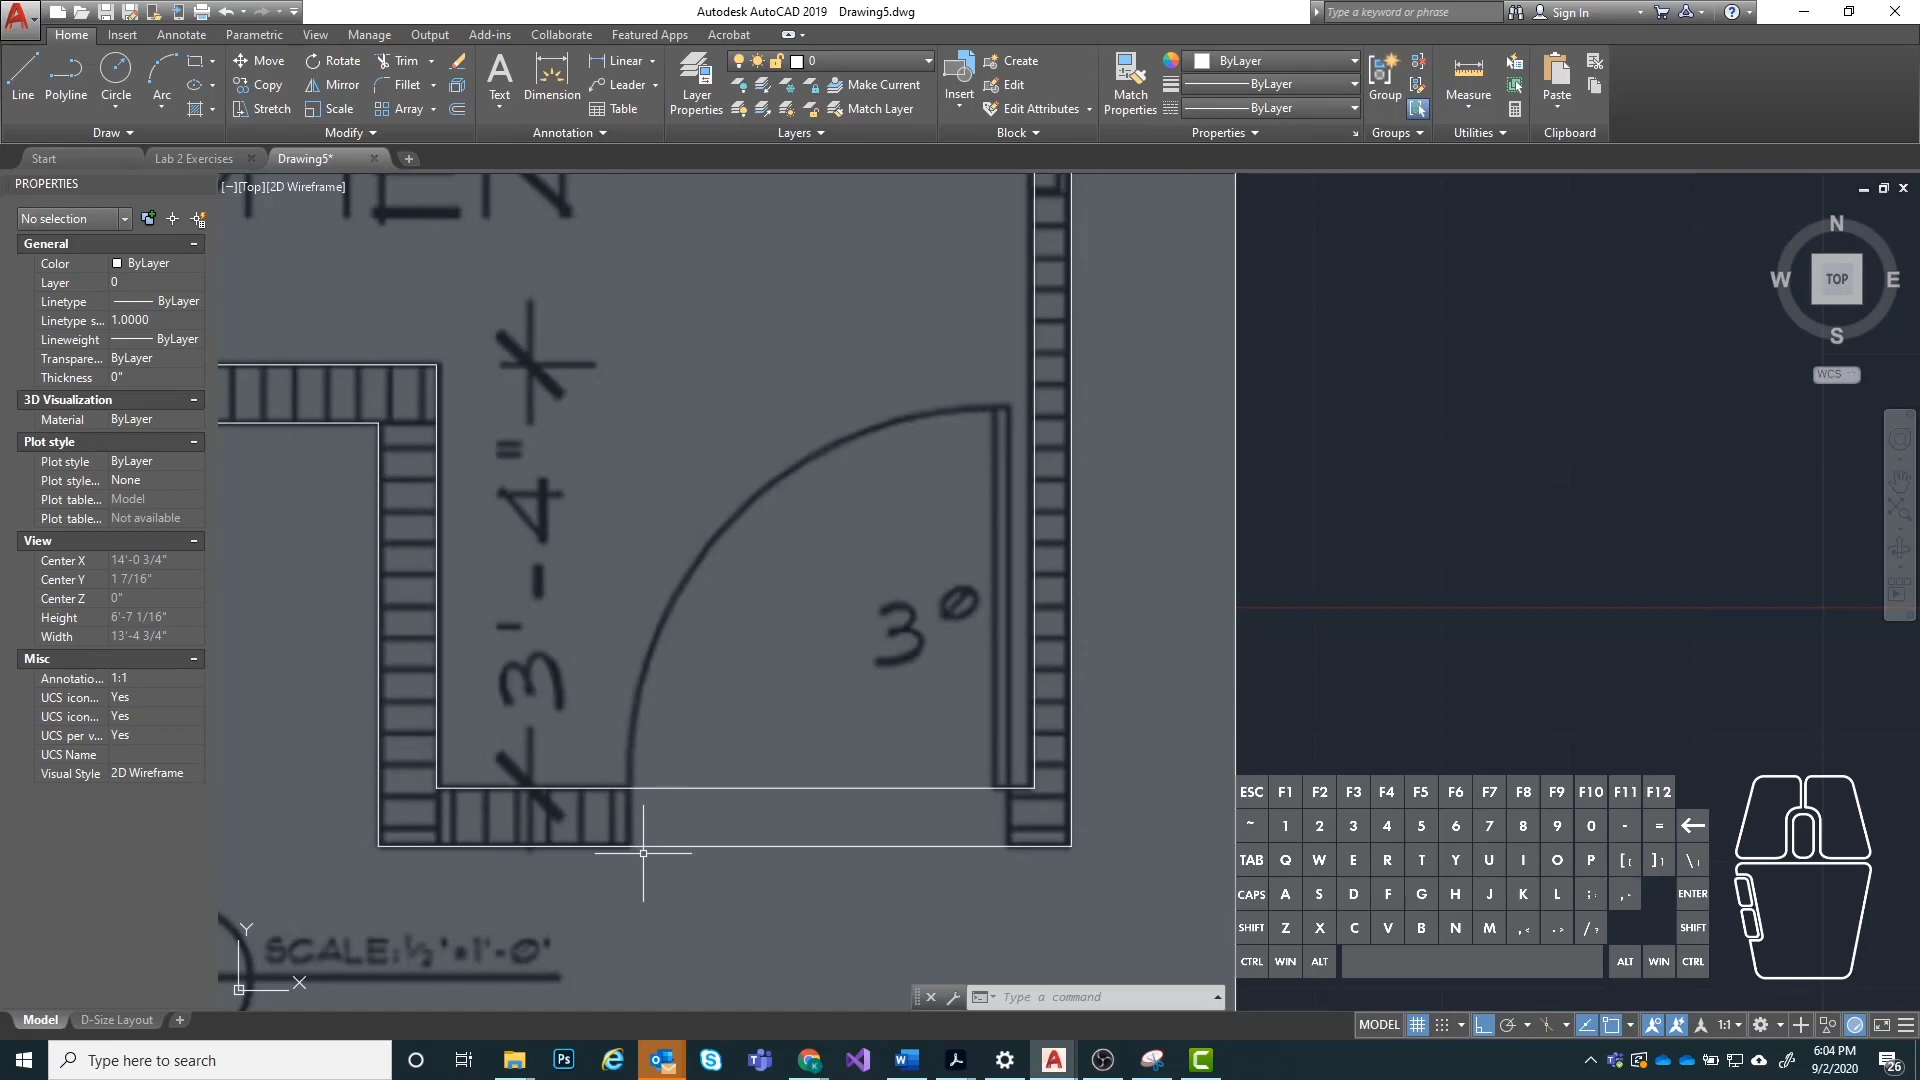 Autodesk AutoCAD 2019 Drawing5.dwg
Type a keyword or phrase
Sign In
Home Insert Annotate Parametric View Manage Output Add-ins Collaborate Featured Apps Acrobat
Line Polyline Circle Arc
Move Rotate Trim
Copy Mirror Fillet
Stretch Scale Array
Text Dimension
Linear
Leader
Table
Layer Properties
0
Make Current
Match Layer
Insert
Create
Edit
Edit Attributes
Match Properties
ByLayer
ByLayer
ByLayer
Group
Measure
Paste
Draw Modify Annotation Layers Block Properties Groups Utilities Clipboard
Start Lab 2 Exercises Drawing5*
PROPERTIES
[−][Top][2D Wireframe]
No selection
General
Color ByLayer
Layer 0
Linetype ByLayer
Linetype s... 1.0000
Lineweight ByLayer
Transpare... ByLayer
Thickness 0"
3D Visualization
Material ByLayer
Plot style
Plot style ByLayer
Plot style... None
Plot table... Model
Plot table... Not available
View
Center X 14'-0 3/4"
Center Y 1 7/16"
Center Z 0"
Height 6'-7 1/16"
Width 13'-4 3/4"
Misc
Annotatio... 1:1
UCS icon... Yes
UCS icon... Yes
UCS per v... Yes
UCS Name
Visual Style 2D Wireframe
3'-4"
3⁰
SCALE: ½"=1'-0"
Y
X
N
W TOP E
S
WCS
ESC F1 F2 F3 F4 F5 F6 F7 F8 F9 F10 F11 F12
~ 1 2 3 4 5 6 7 8 9 0 - =
TAB Q W E R T Y U I O P [ [ ] ] \ |
CAPS A S D F G H J K L ; : , . ENTER
SHIFT Z X C V B N M , < . > / ? SHIFT
CTRL WIN ALT ALT WIN CTRL
Type a command
Model D-Size Layout
MODEL 1:1
Type here to search
6:04 PM
9/2/2020
26